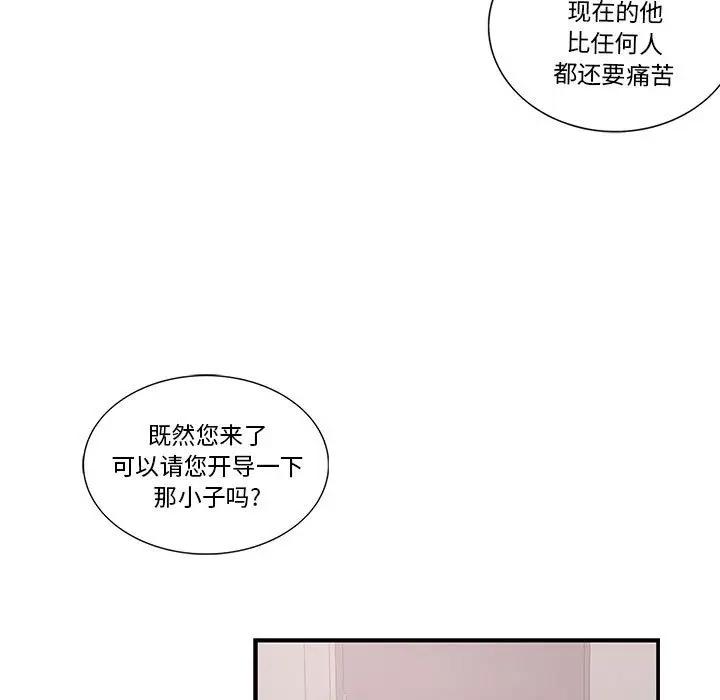 现在的他
比任何人
都还要痛苦
既然您来了
可以请您开导一下
那小子吗?